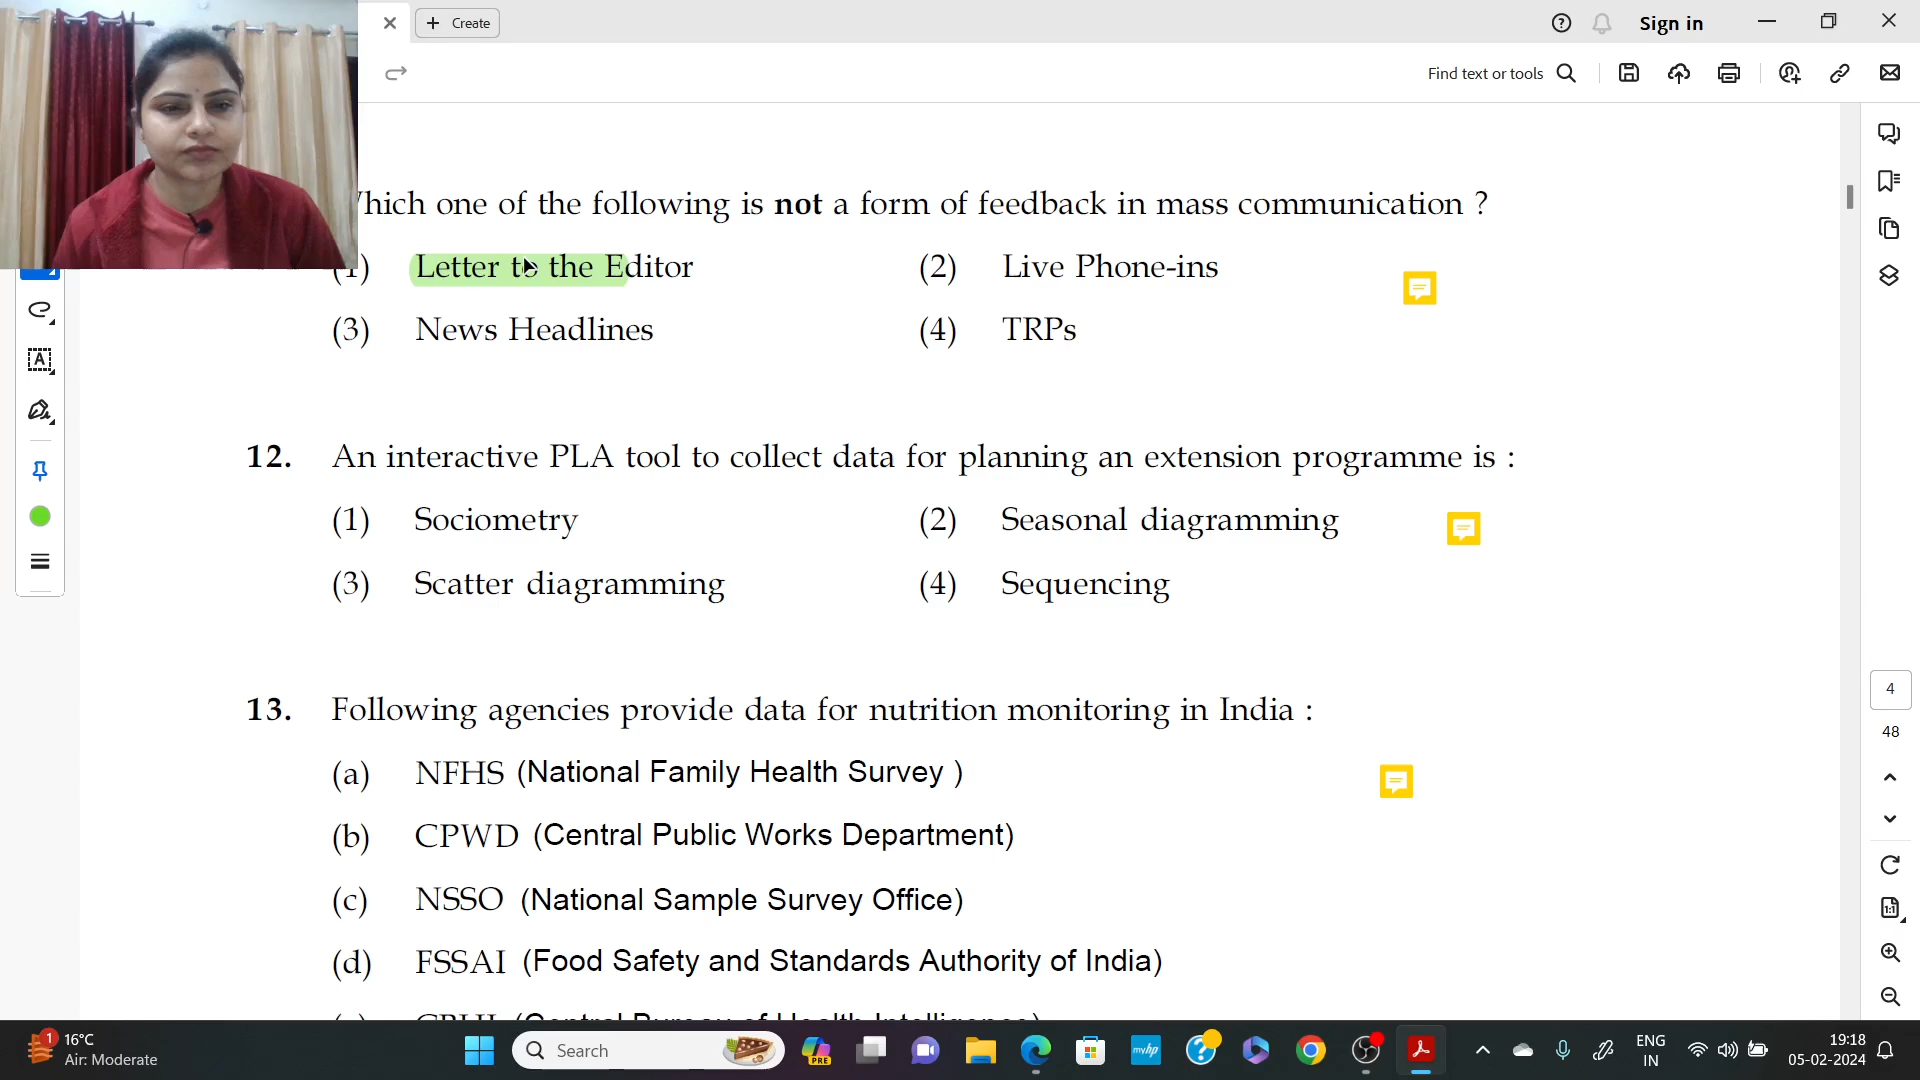 Create
Sign in
Find text or tools
hich one of the following is not a form of feedback in mass communication ?
(1) Letter to the Editor (2) Live Phone-ins
(3) News Headlines (4) TRPs
12. An interactive PLA tool to collect data for planning an extension programme is :
(1) Sociometry (2) Seasonal diagramming
(3) Scatter diagramming (4) Sequencing
13. Following agencies provide data for nutrition monitoring in India :
(a) NFHS (National Family Health Survey )
(b) CPWD (Central Public Works Department)
(c) NSSO (National Sample Survey Office)
(d) FSSAI (Food Safety and Standards Authority of India)
4
48
1
16°C
Air: Moderate
Search
PRE
myhp
ENG
IN
19:18
05-02-2024